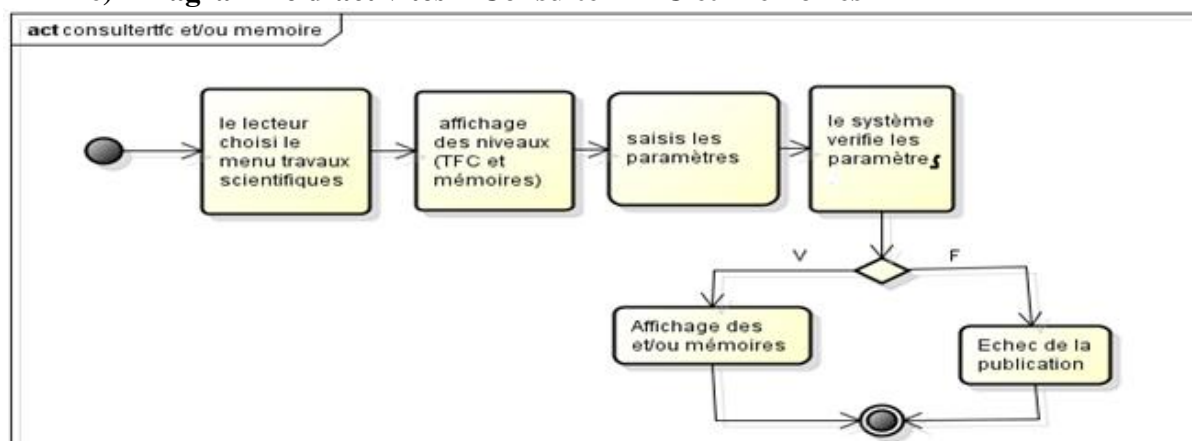 act consultertfc et/ou memoire
le lecteur
choisi le
menu travaux
scientifiques
affichage
des niveaux
(TFC et
mémoires)
saisis les
paramètres
le système
verifie les
paramètres
V
F
Affichage des
et/ou mémoires
Echec de la
publication